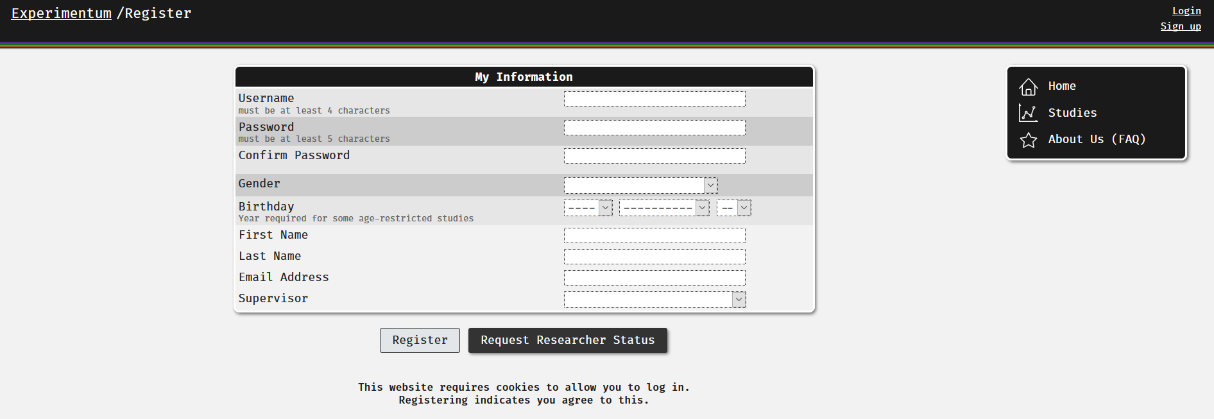 Experimentum /Register
Login
Sign up
My Information
Username
must be at least 4 characters
Password
must be at least 5 characters
Confirm Password
Gender
Birthday
Year required for some age-restricted studies
---- ---------- --
First Name
Last Name
Email Address
Supervisor
Register Request Researcher Status
This website requires cookies to allow you to log in.
Registering indicates you agree to this.
Home
Studies
About Us (FAQ)